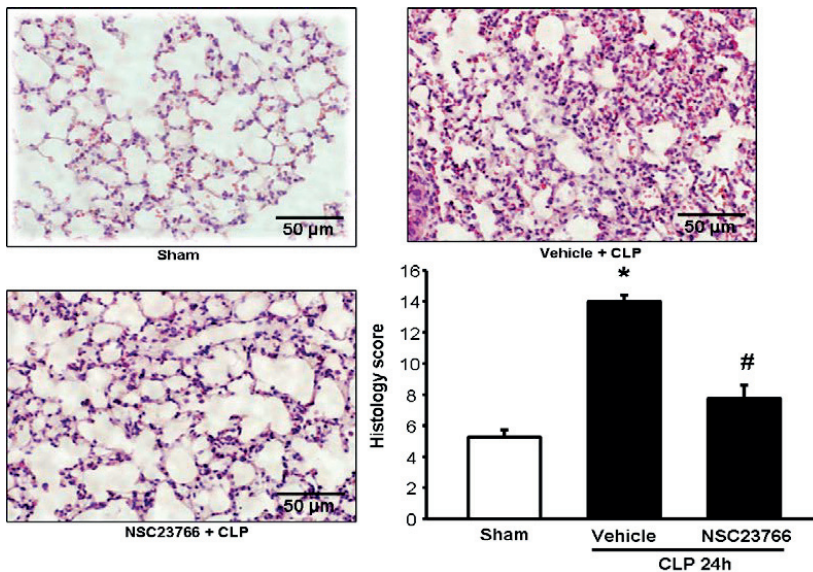 50 µm
Sham
50 µm
Vehicle + CLP
50 µm
NSC23766 + CLP
Histology score
16
14
12
10
8
6
4
2
0
*
#
Sham
Vehicle
NSC23766
CLP 24h